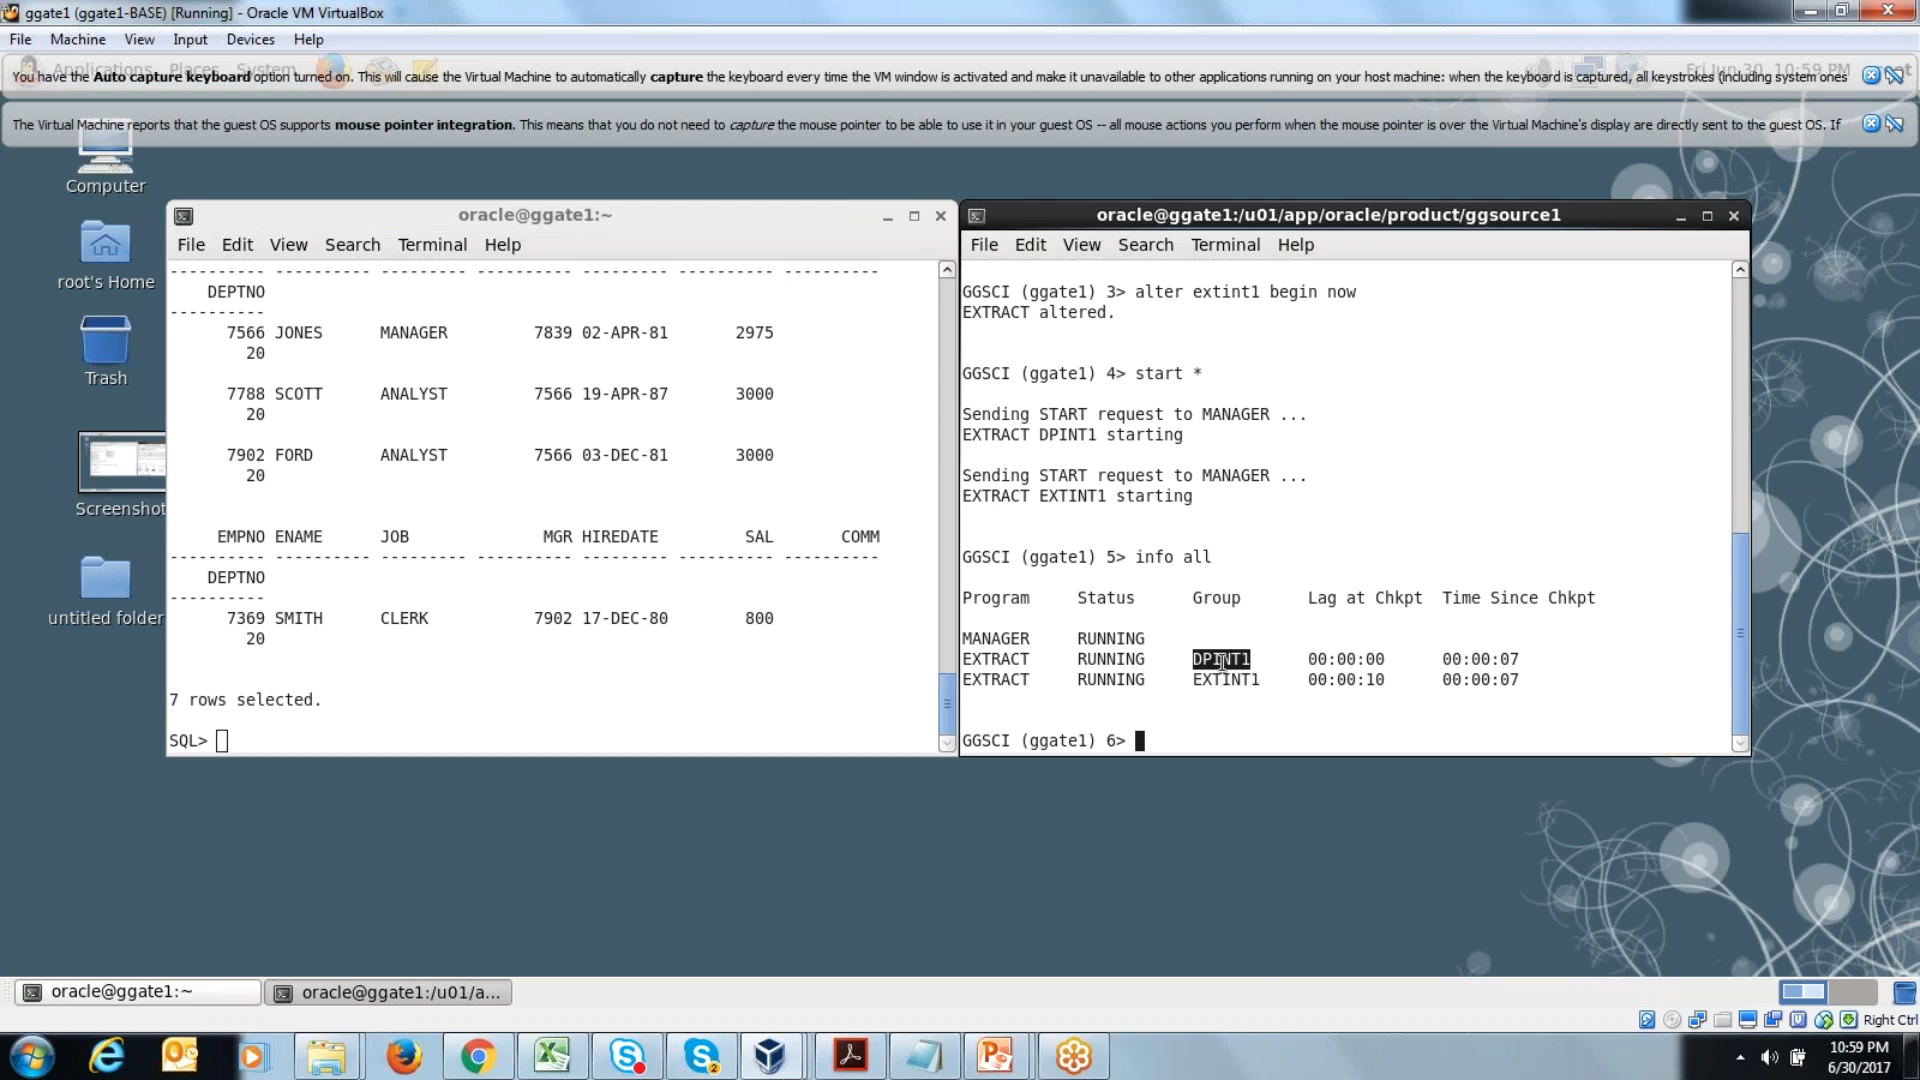 ggate1 (ggate1-BASE) [Running] - Oracle VM VirtualBox
File Machine View Input Devices Help
Applications Places System Fri Jun 30, 10:59 PM root
You have the Auto capture keyboard option turned on. This will cause the Virtual Machine to automatically capture the keyboard every time the VM window is activated and make it unavailable to other applications running on your host machine: when the keyboard is captured, all keystrokes (including system ones
The Virtual Machine reports that the guest OS supports mouse pointer integration. This means that you do not need to capture the mouse pointer to be able to use it in your guest OS -- all mouse actions you perform when the mouse pointer is over the Virtual Machine's display are directly sent to the guest OS. If
Computer
root's Home
Trash
Screenshot
untitled folder
oracle@ggate1:~
File Edit View Search Terminal Help
---------- ---------- --------- ---------- --------- ---------- ----------
DEPTNO
----------
7566 JONES MANAGER 7839 02-APR-81 2975
20
7788 SCOTT ANALYST 7566 19-APR-87 3000
20
7902 FORD ANALYST 7566 03-DEC-81 3000
20
EMPNO ENAME JOB MGR HIREDATE SAL COMM
---------- ---------- --------- ---------- --------- ---------- ----------
DEPTNO
----------
7369 SMITH CLERK 7902 17-DEC-80 800
20
7 rows selected.
SQL>
oracle@ggate1:/u01/app/oracle/product/ggsource1
File Edit View Search Terminal Help
GGSCI (ggate1) 3> alter extint1 begin now
EXTRACT altered.
GGSCI (ggate1) 4> start *
Sending START request to MANAGER ...
EXTRACT DPINT1 starting
Sending START request to MANAGER ...
EXTRACT EXTINT1 starting
GGSCI (ggate1) 5> info all
Program Status Group Lag at Chkpt Time Since Chkpt
MANAGER RUNNING
EXTRACT RUNNING DPINT1 00:00:00 00:00:07
EXTRACT RUNNING EXTINT1 00:00:10 00:00:07
GGSCI (ggate1) 6>
oracle@ggate1:~
oracle@ggate1:/u01/a...
Right Ctrl
2
10:59 PM
6/30/2017